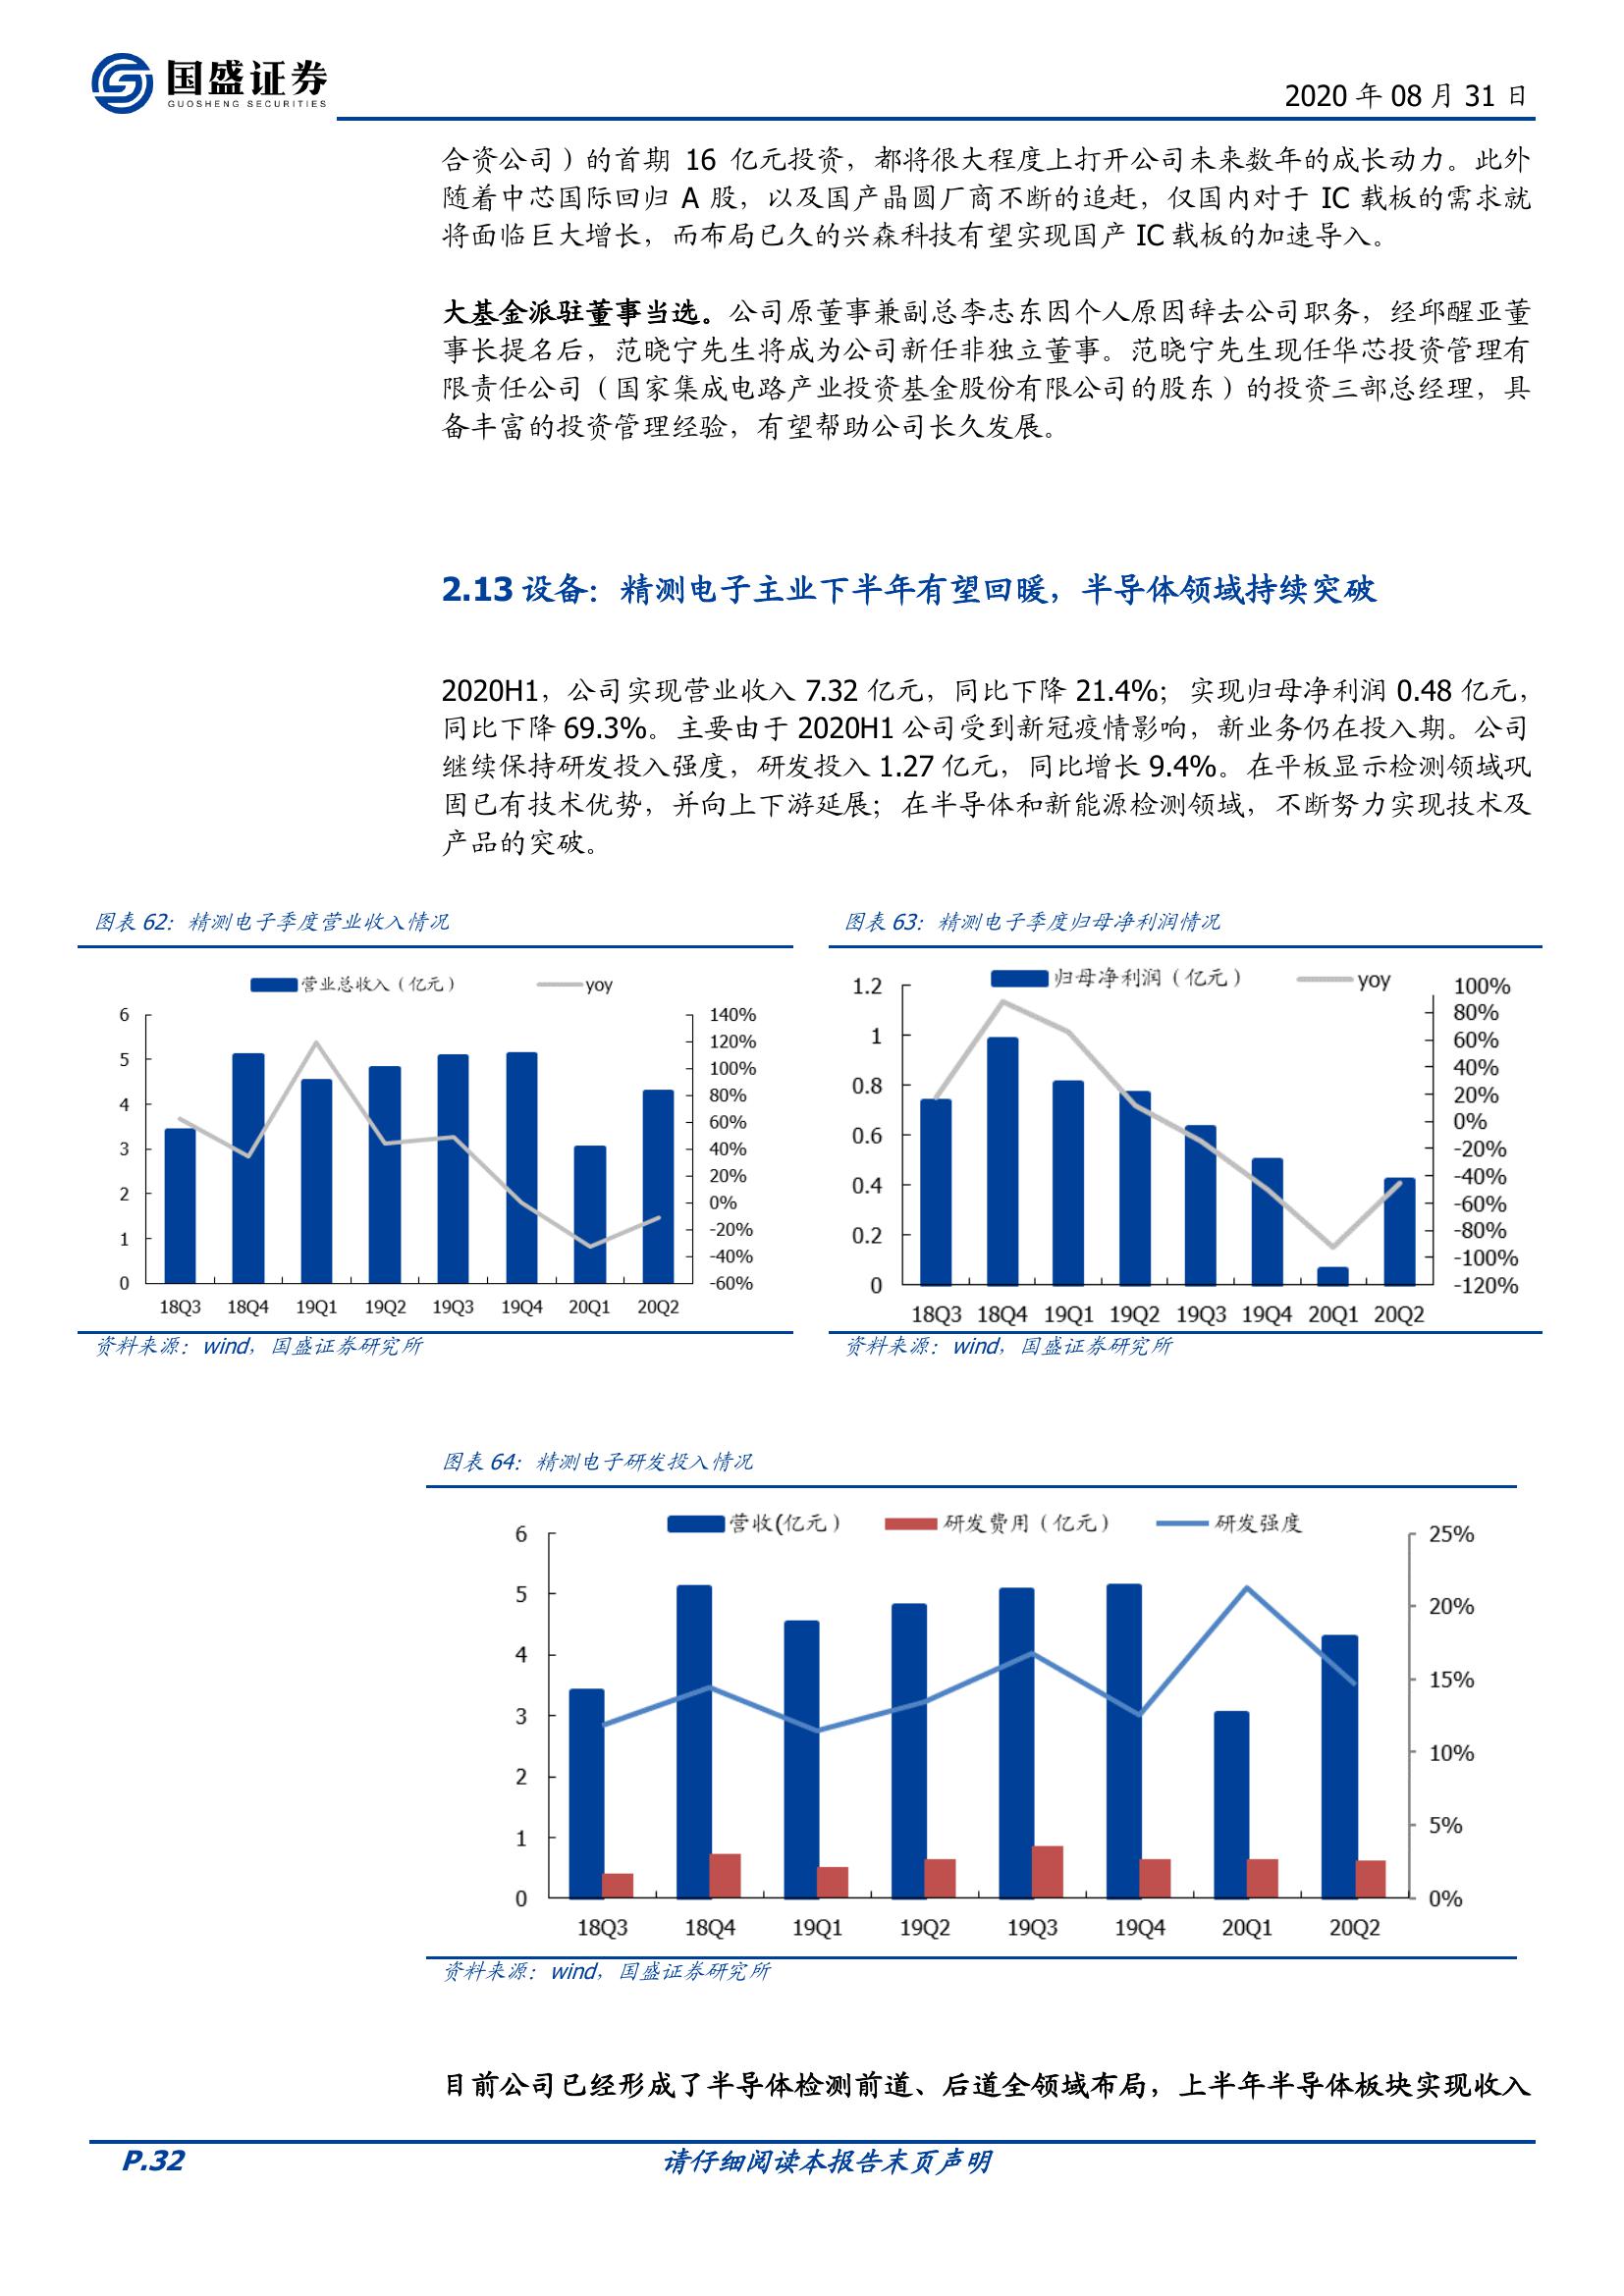 国盛证券
GUOSHENG SECURITIES
2020 年 08 月 31 日
合资公司）的首期 16 亿元投资，都将很大程度上打开公司未来数年的成长动力。此外
随着中芯国际回归 A 股，以及国产晶圆厂商不断的追赶，仅国内对于 IC 载板的需求就
将面临巨大增长，而布局已久的兴森科技有望实现国产 IC 载板的加速导入。
大基金派驻董事当选。公司原董事兼副总李志东因个人原因辞去公司职务，经邱醒亚董
事长提名后，范晓宁先生将成为公司新任非独立董事。范晓宁先生现任华芯投资管理有
限责任公司（国家集成电路产业投资基金股份有限公司的股东）的投资三部总经理，具
备丰富的投资管理经验，有望帮助公司长久发展。
2.13 设备：精测电子主业下半年有望回暖，半导体领域持续突破
2020H1，公司实现营业收入 7.32 亿元，同比下降 21.4%；实现归母净利润 0.48 亿元，
同比下降 69.3%。主要由于 2020H1 公司受到新冠疫情影响，新业务仍在投入期。公司
继续保持研发投入强度，研发投入 1.27 亿元，同比增长 9.4%。在平板显示检测领域巩
固已有技术优势，并向上下游延展；在半导体和新能源检测领域，不断努力实现技术及
产品的突破。
图表 62：精测电子季度营业收入情况
营业总收入（亿元） yoy
6
5
4
3
2
1
0
140%
120%
100%
80%
60%
40%
20%
0%
-20%
-40%
-60%
18Q3 18Q4 19Q1 19Q2 19Q3 19Q4 20Q1 20Q2
资料来源：wind，国盛证券研究所
图表 63：精测电子季度归母净利润情况
归母净利润（亿元） yoy
1.2
1
0.8
0.6
0.4
0.2
0
100%
80%
60%
40%
20%
0%
-20%
-40%
-60%
-80%
-100%
-120%
18Q3 18Q4 19Q1 19Q2 19Q3 19Q4 20Q1 20Q2
资料来源：wind，国盛证券研究所
图表 64：精测电子研发投入情况
营收(亿元） 研发费用（亿元） 研发强度
6
5
4
3
2
1
0
25%
20%
15%
10%
5%
0%
18Q3 18Q4 19Q1 19Q2 19Q3 19Q4 20Q1 20Q2
资料来源：wind，国盛证券研究所
目前公司已经形成了半导体检测前道、后道全领域布局，上半年半导体板块实现收入
P.32 请仔细阅读本报告末页声明